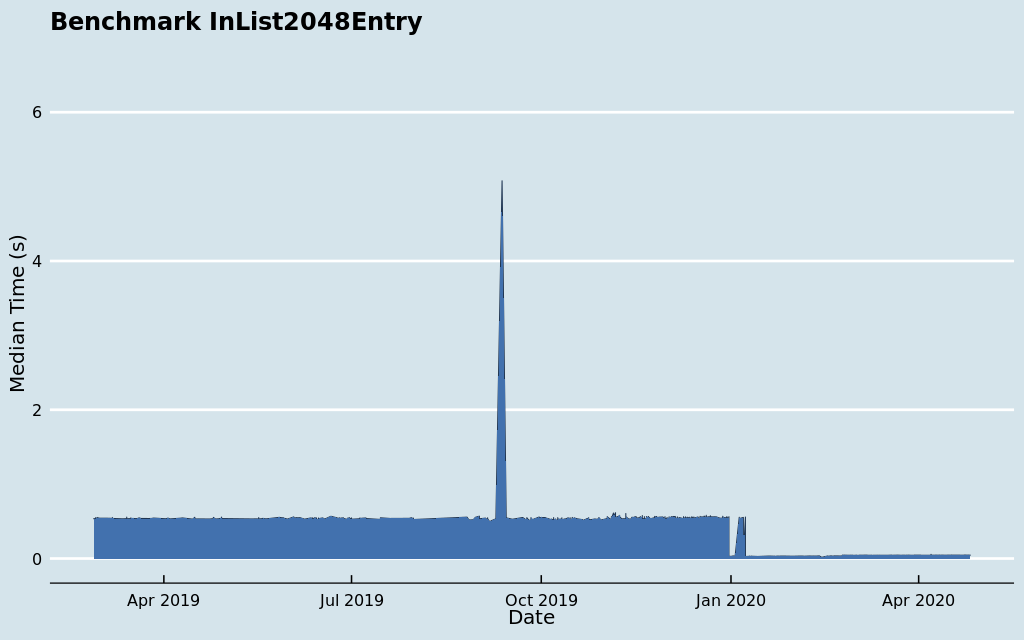 Benchmark InList2048Entry
6
4
2
0
Median Time (s)
Apr 2019 Jul 2019 Oct 2019 Jan 2020 Apr 2020
Date